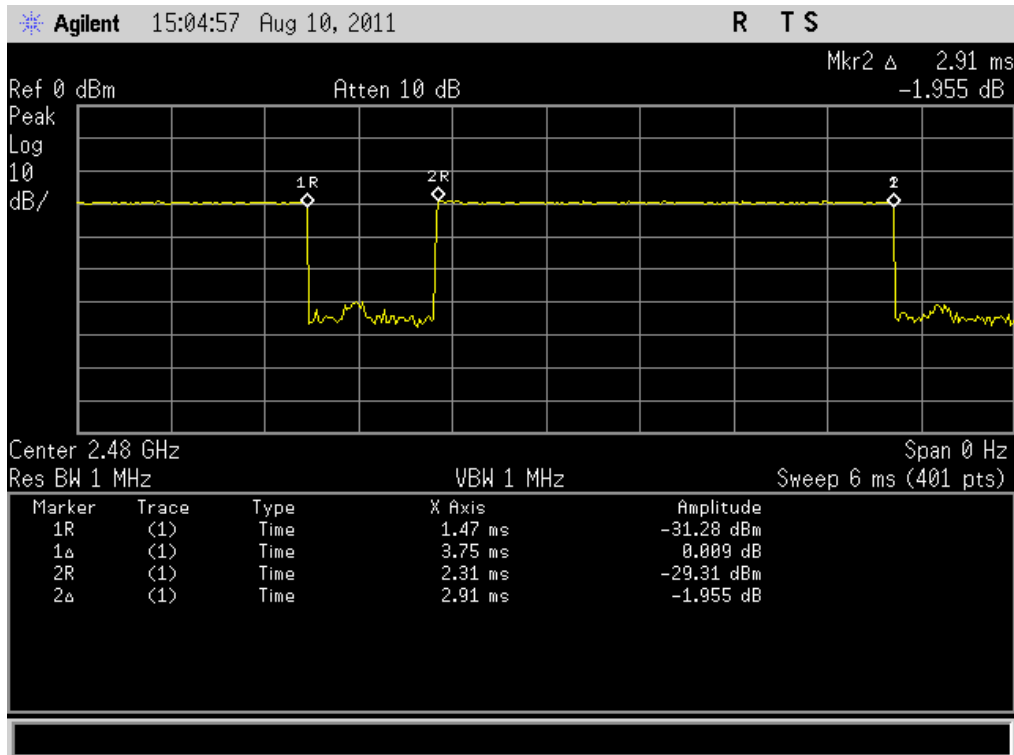 Agilent 15:04:57 Aug 10, 2011 R T S
Mkr2 Δ 2.91 ms
Ref 0 dBm Atten 10 dB -1.955 dB
Peak
Log
10
dB/
1R 2R 2
Center 2.48 GHz Span 0 Hz
Res BW 1 MHz VBW 1 MHz Sweep 6 ms (401 pts)
Marker Trace Type X Axis Amplitude
1R (1) Time 1.47 ms -31.28 dBm
1Δ (1) Time 3.75 ms 0.009 dB
2R (1) Time 2.31 ms -29.31 dBm
2Δ (1) Time 2.91 ms -1.955 dB